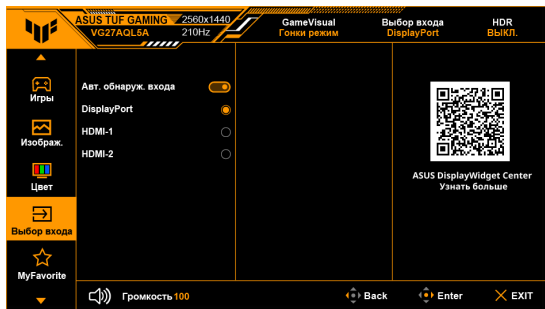 ASUS TUF GAMING 2560x1440
VG27AQL5A 210Hz
GameVisual
Гонки режим
Выбор входа
DisplayPort
HDR
ВЫКЛ.
Игры
Изображ.
Цвет
Выбор входа
MyFavorite
Авт. обнаруж. входа
DisplayPort
HDMI-1
HDMI-2
ASUS DisplayWidget Center
Узнать больше
Громкость 100
Back
Enter
EXIT